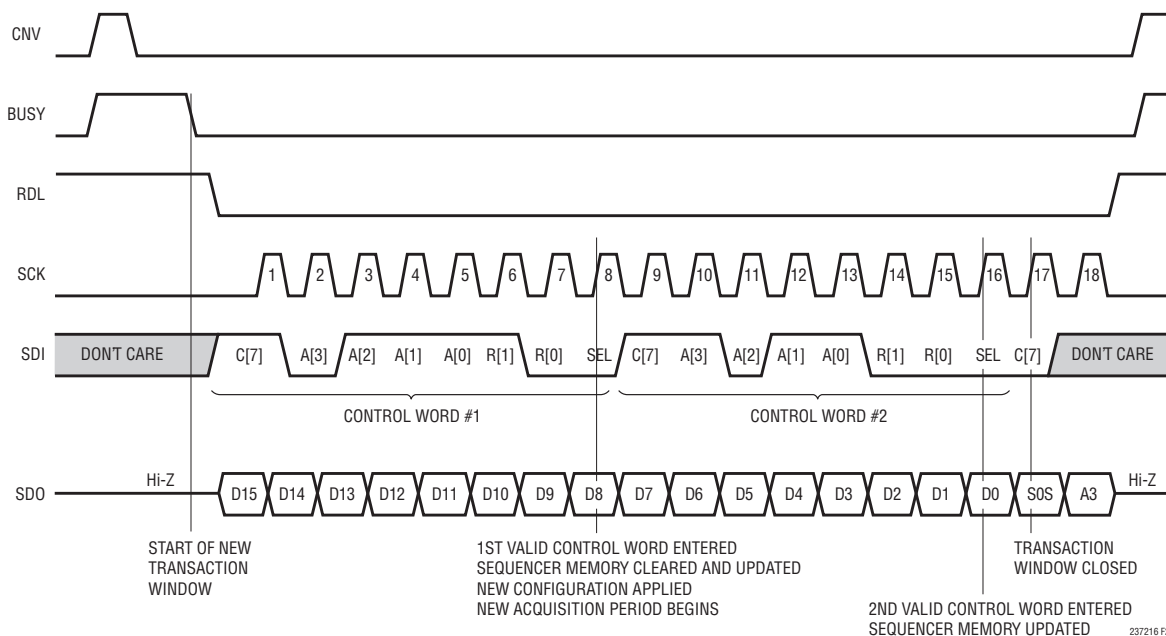 CNV
BUSY
RDL
SCK
1 2 3 4 5 6 7 8 9 10 11 12 13 14 15 16 17 18
SDI
DON'T CARE C[7] A[3] A[2] A[1] A[0] R[1] R[0] SEL C[7] A[3] A[2] A[1] A[0] R[1] R[0] SEL C[7] DON'T CARE
CONTROL WORD #1
CONTROL WORD #2
SDO
Hi-Z D15 D14 D13 D12 D11 D10 D9 D8 D7 D6 D5 D4 D3 D2 D1 D0 S0S A3 Hi-Z
START OF NEW
TRANSACTION
WINDOW
1ST VALID CONTROL WORD ENTERED
SEQUENCER MEMORY CLEARED AND UPDATED
NEW CONFIGURATION APPLIED
NEW ACQUISITION PERIOD BEGINS
TRANSACTION
WINDOW CLOSED
2ND VALID CONTROL WORD ENTERED
SEQUENCER MEMORY UPDATED
237216